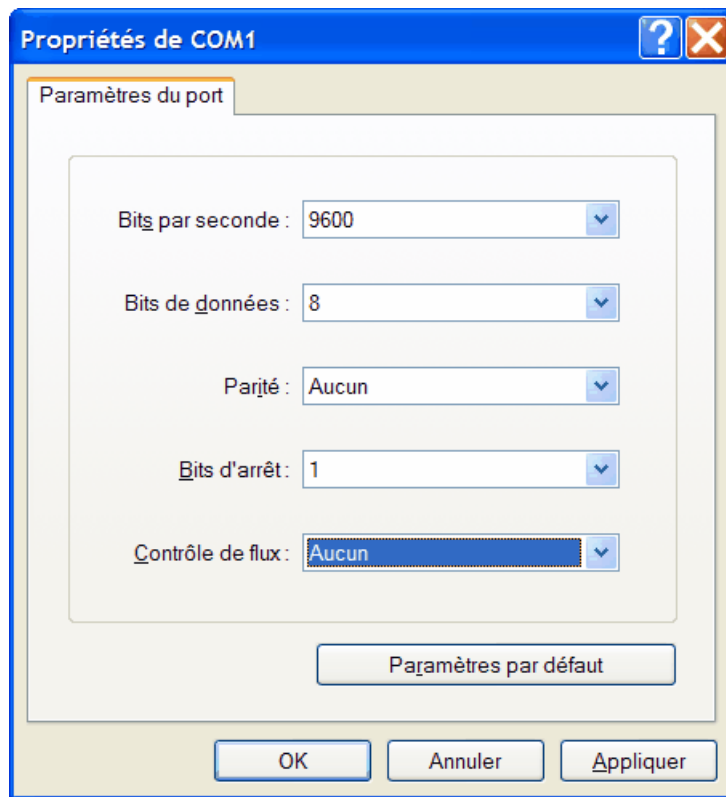 Propriétés de COM1
Paramètres du port
Bits par seconde : 9600
Bits de données : 8
Parité : Aucun
Bits d'arrêt : 1
Contrôle de flux : Aucun
Paramètres par défaut
OK Annuler Appliquer